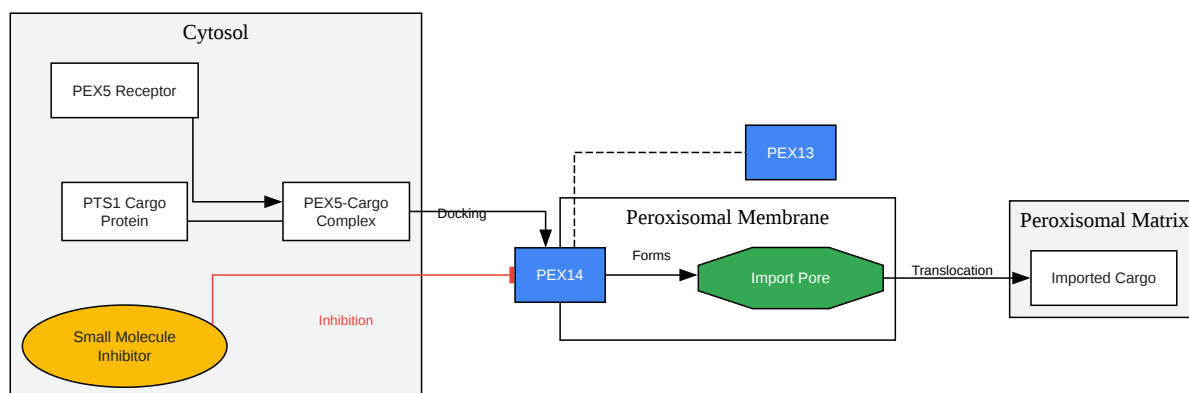 Cytosol
PEX5 Receptor
PEX13
PTS1 Cargo
Protein
PEX5-Cargo
Complex
Docking
Peroxisomal Membrane
Peroxisomal Matrix
PEX14
Forms
Import Pore
Translocation
Imported Cargo
Inhibition
Small Molecule
Inhibitor